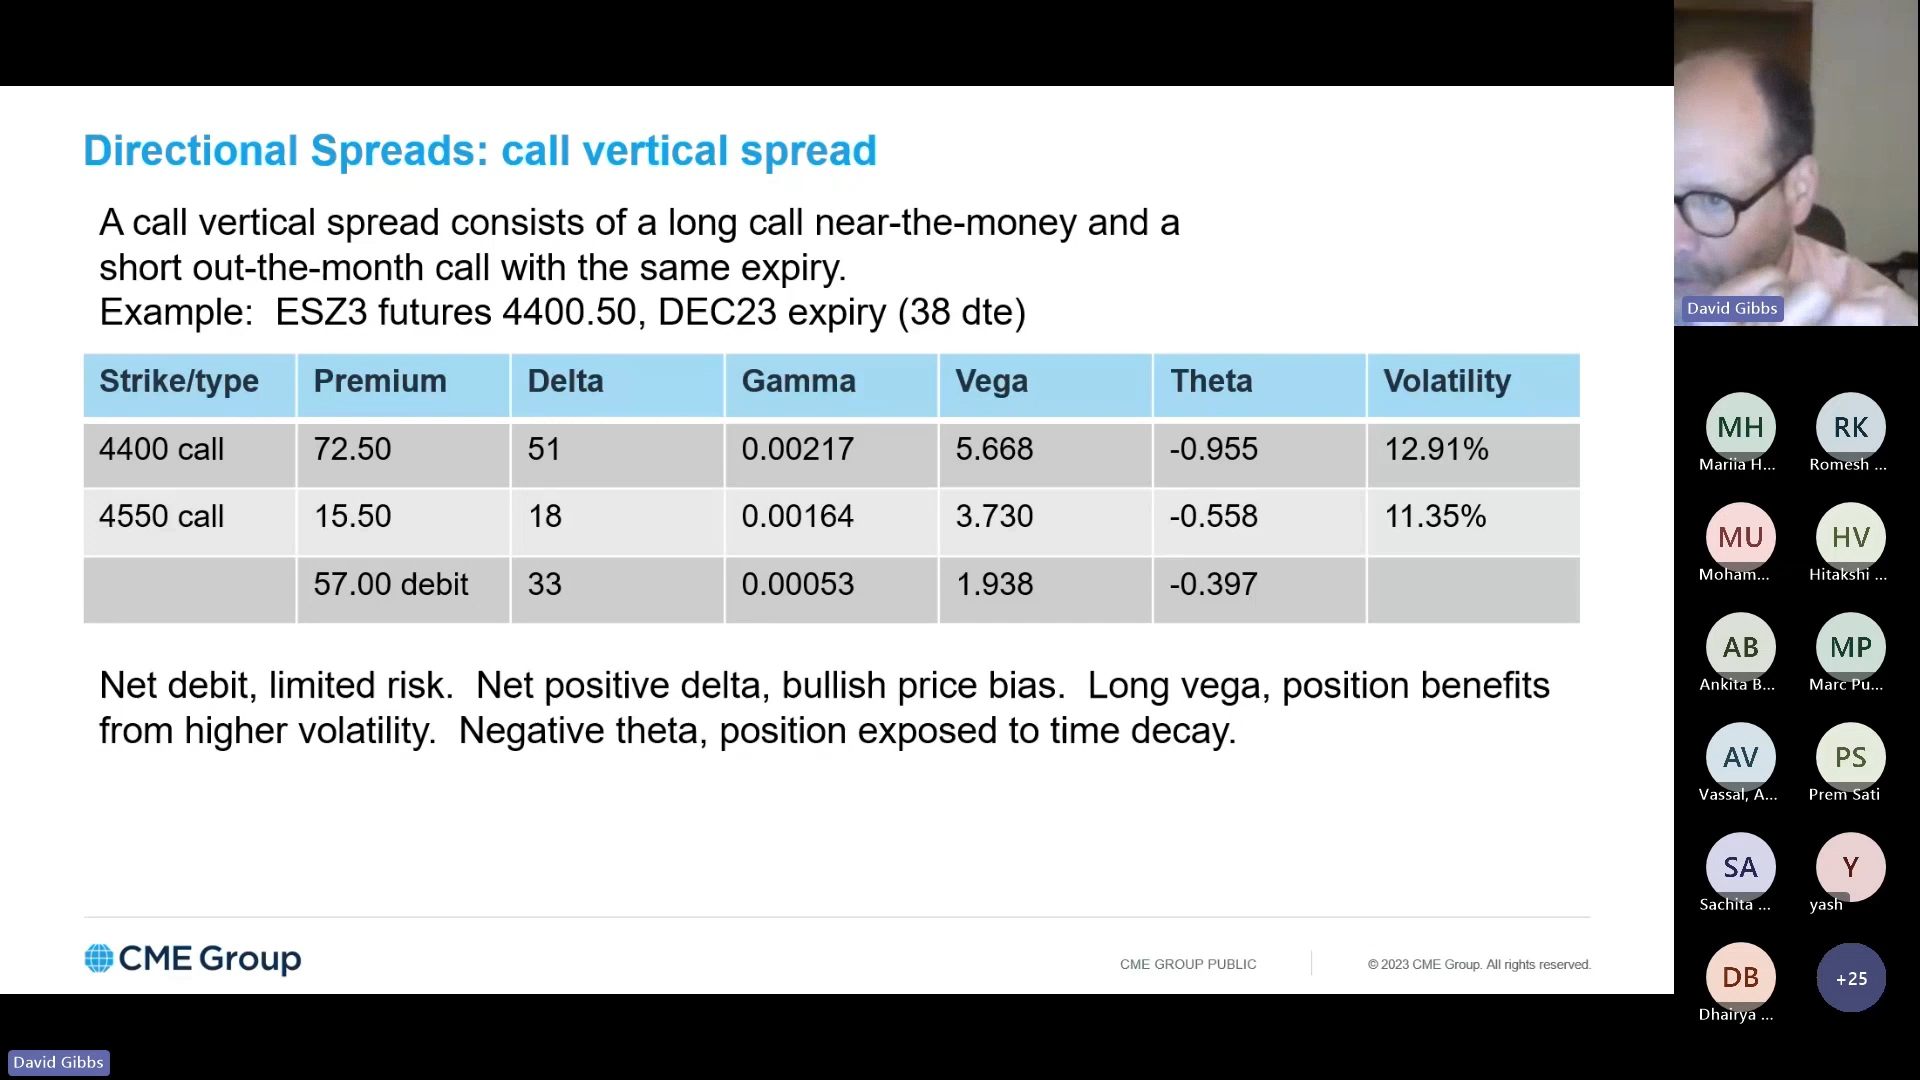 Directional Spreads: call vertical spread
A call vertical spread consists of a long call near-the-money and a
short out-the-month call with the same expiry.
Example: ESZ3 futures 4400.50, DEC23 expiry (38 dte)
Strike/type Premium Delta Gamma Vega Theta Volatility
4400 call 72.50 51 0.00217 5.668 -0.955 12.91%
4550 call 15.50 18 0.00164 3.730 -0.558 11.35%
57.00 debit 33 0.00053 1.938 -0.397
Net debit, limited risk. Net positive delta, bullish price bias. Long vega, position benefits
from higher volatility. Negative theta, position exposed to time decay.
CME Group
CME GROUP PUBLIC
© 2023 CME Group. All rights reserved.
David Gibbs
David Gibbs
MH RK
Mariia H... Romesh ...
MU HV
Moham... Hitakshi ...
AB MP
Ankita B... Marc Pu...
AV PS
Vassal, A... Prem Sati
SA Y
Sachita ... yash
DB +25
Dhairya ...